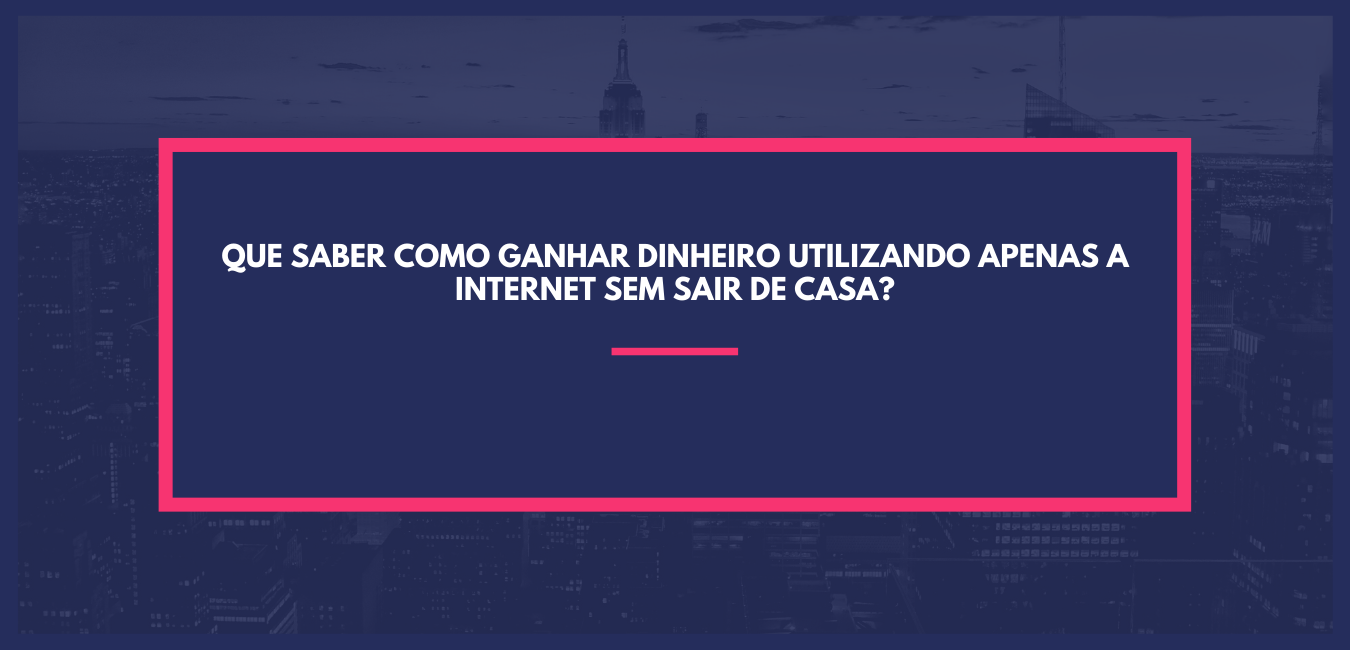 QUE SABER COMO GANHAR DINHEIRO UTILIZANDO APENAS A
INTERNET SEM SAIR DE CASA?